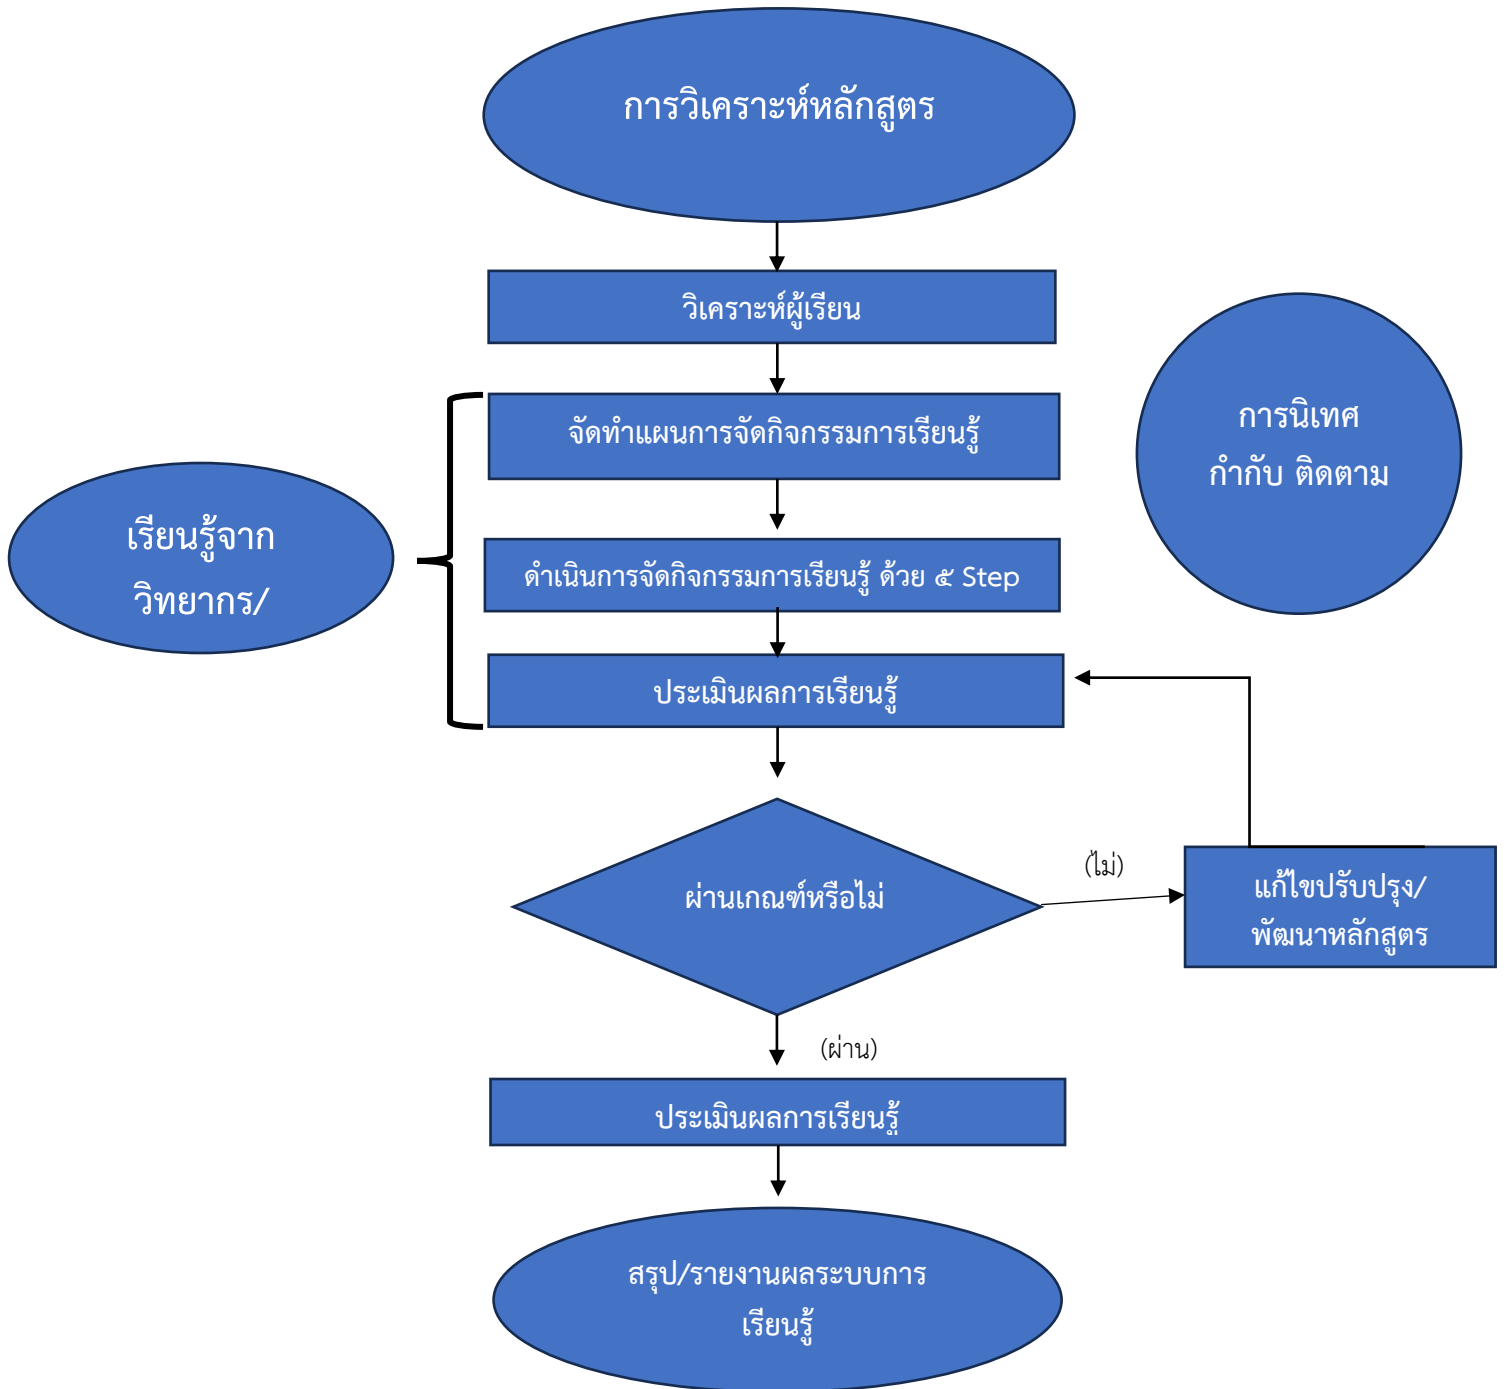 การวิเคราะห์หลักสูตร
วิเคราะห์ผู้เรียน
จัดทำแผนการจัดกิจกรรมการเรียนรู้
การนิเทศ
กำกับ ติดตาม
เรียนรู้จาก
วิทยากร/
ดำเนินการจัดกิจกรรมการเรียนรู้ ด้วย ๕ Step
ประเมินผลการเรียนรู้
ผ่านเกณฑ์หรือไม่
(ไม่)
แก้ไขปรับปรุง/
พัฒนาหลักสูตร
(ผ่าน)
ประเมินผลการเรียนรู้
สรุป/รายงานผลระบบการ
เรียนรู้